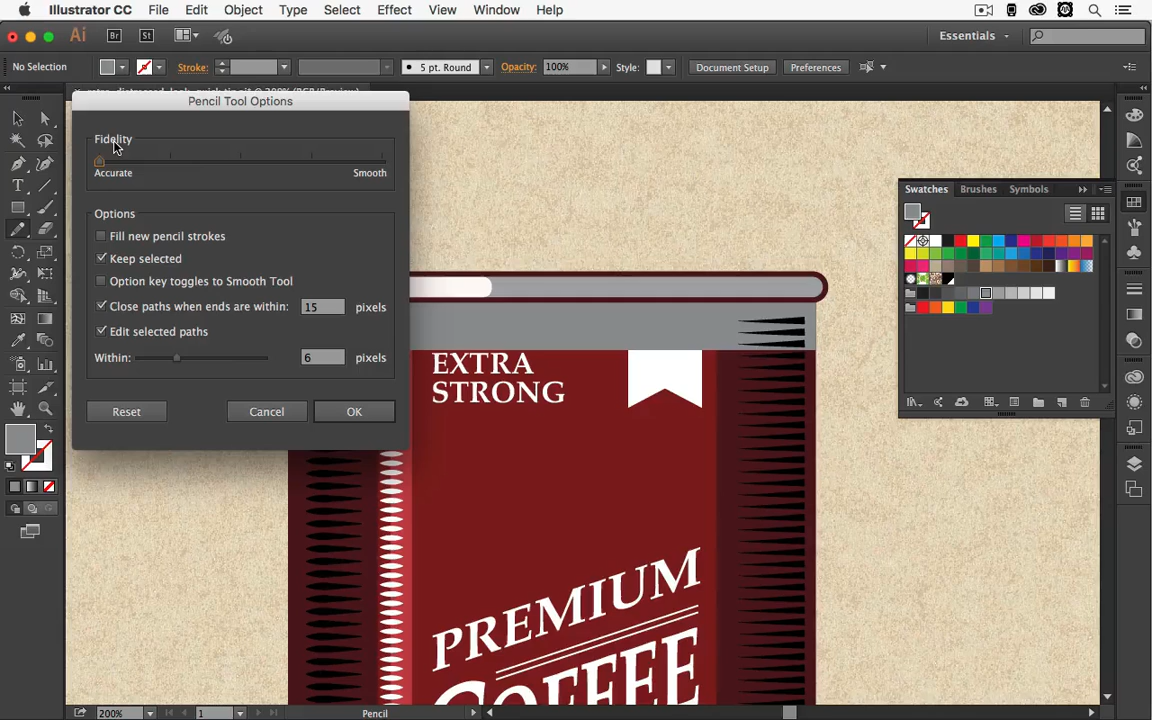 Illustrator CC File Edit Object Type Select Effect View Window Help
Ai Br St Essentials
No Selection Stroke: 5 pt. Round Opacity: 100% Style: Document Setup Preferences
Pencil Tool Options
Fidelity
Accurate Smooth
Options
Fill new pencil strokes
Keep selected
Option key toggles to Smooth Tool
Close paths when ends are within: 15 pixels
Edit selected paths
Within: 6 pixels
Reset Cancel OK
Swatches Brushes Symbols
EXTRA
STRONG
PREMIUM
COFFEE
200% 1 Pencil